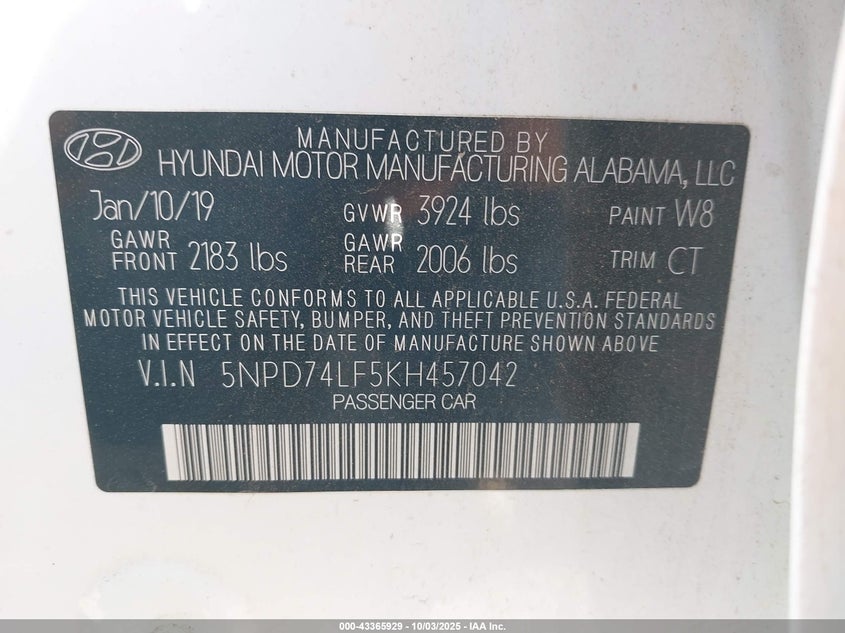 MANUFACTURED BY
HYUNDAI MOTOR MANUFACTURING ALABAMA, LLC
Jan/10/19 GVWR 3924 lbs PAINT W8
GAWR FRONT 2183 lbs GAWR REAR 2006 lbs TRIM CT
THIS VEHICLE CONFORMS TO ALL APPLICABLE U.S.A. FEDERAL
MOTOR VEHICLE SAFETY, BUMPER, AND THEFT PREVENTION STANDARDS
IN EFFECT ON THE DATE OF MANUFACTURE SHOWN ABOVE
V.I.N 5NPD74LF5KH457042
PASSENGER CAR
000-43365929 - 10/03/2025 - IAA Inc.